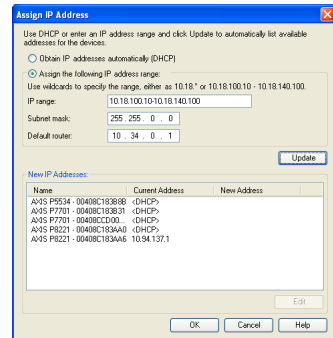 Assign IP Address
Use DHCP or enter an IP address range and click Update to automatically list available
addresses for the devices.
Obtain IP addresses automatically (DHCP)
Assign the following IP address range:
Use wildcards to specify the range, either as 10.18.* or 10.18.100.10 - 10.18.140.100.
IP range: 10.18.100.10-10.18.140.100
Subnet mask: 255 . 255 . 0 . 0
Default router: 10 . 34 . 0 . 1
Update
New IP Addresses:
Name Current Address New Address
AXIS P5534 - 00408C183B8B <DHCP>
AXIS P7701 - 00408C183B31 <DHCP>
AXIS P7701 - 00408CCD00... <DHCP>
AXIS P8221 - 00408C183AA0 <DHCP>
AXIS P8221 - 00408C183AA6 10.94.137.1
Edit
OK Cancel Help